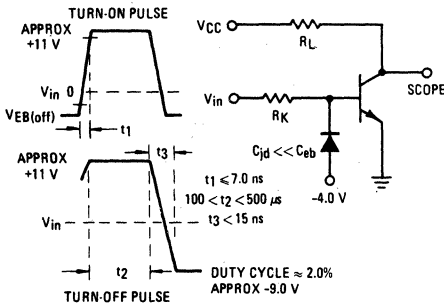 TURN-ON PULSE
APPROX
+11 V
Vin 0
VEB(off)
t1
t3
APPROX
+11 V
Vin
t2
TURN-OFF PULSE
t1 ⩽ 7.0 ns
100 < t2 < 500 μs
t3 < 15 ns
DUTY CYCLE ≈ 2.0%
APPROX -9.0 V
VCC
RL
SCOPE
Vin
RK
Cjd << Ceb
-4.0 V